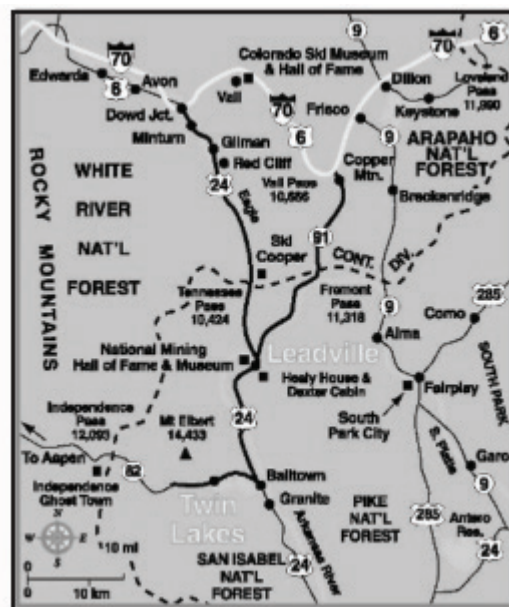 9
70
6
70
Colorado Ski Museum
& Hall of Fame
Edwards
6
Avon
Vail
70
Dillon
Loveland
Pass
11,990
Dowd Jct.
Keystone
Frisco
6
Minturn
Gilman
9
ARAPAHO
NAT'L
FOREST
Red Cliff
Copper
Mtn.
Vail Pass
10,666
24
Eagle
Breckenridge
ROCKY MOUNTAINS
WHITE
RIVER
NAT'L
FOREST
91
Ski
Cooper
CONT. DIV.
Tennessee
Pass
10,424
Fremont
Pass
11,318
9
285
Como
Alma
National Mining
Hall of Fame & Museum
Leadville
Healy House &
Dexter Cabin
Fairplay
SOUTH PARK
South
Park City
Independence
Pass
12,093
Mt Elbert
14,433
24
To Aspen
82
Independence
Ghost Town
Balltown
Granite
Twin
Lakes
S. Platte
Garo
9
285
Antero
Res.
24
PIKE
NAT'L
FOREST
Arkansas River
N
W E
S
10 mi
0 10 km
SAN ISABEL
NAT'L
FOREST
24